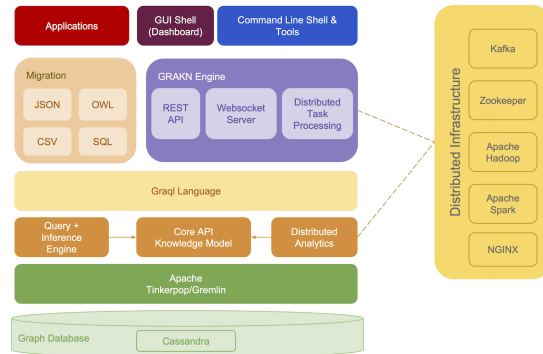 Applications
GUI Shell
(Dashboard)
Command Line Shell &
Tools
Migration
JSON
OWL
CSV
SQL
GRAKN Engine
REST
API
Websocket
Server
Distributed
Task
Processing
Graql Language
Query +
Inference
Engine
Core API
Knowledge Model
Distributed
Analytics
Apache
Tinkerpop/Gremlin
Graph Database
Cassandra
Distributed Infrastructure
Kafka
Zookeeper
Apache
Hadoop
Apache
Spark
NGINX